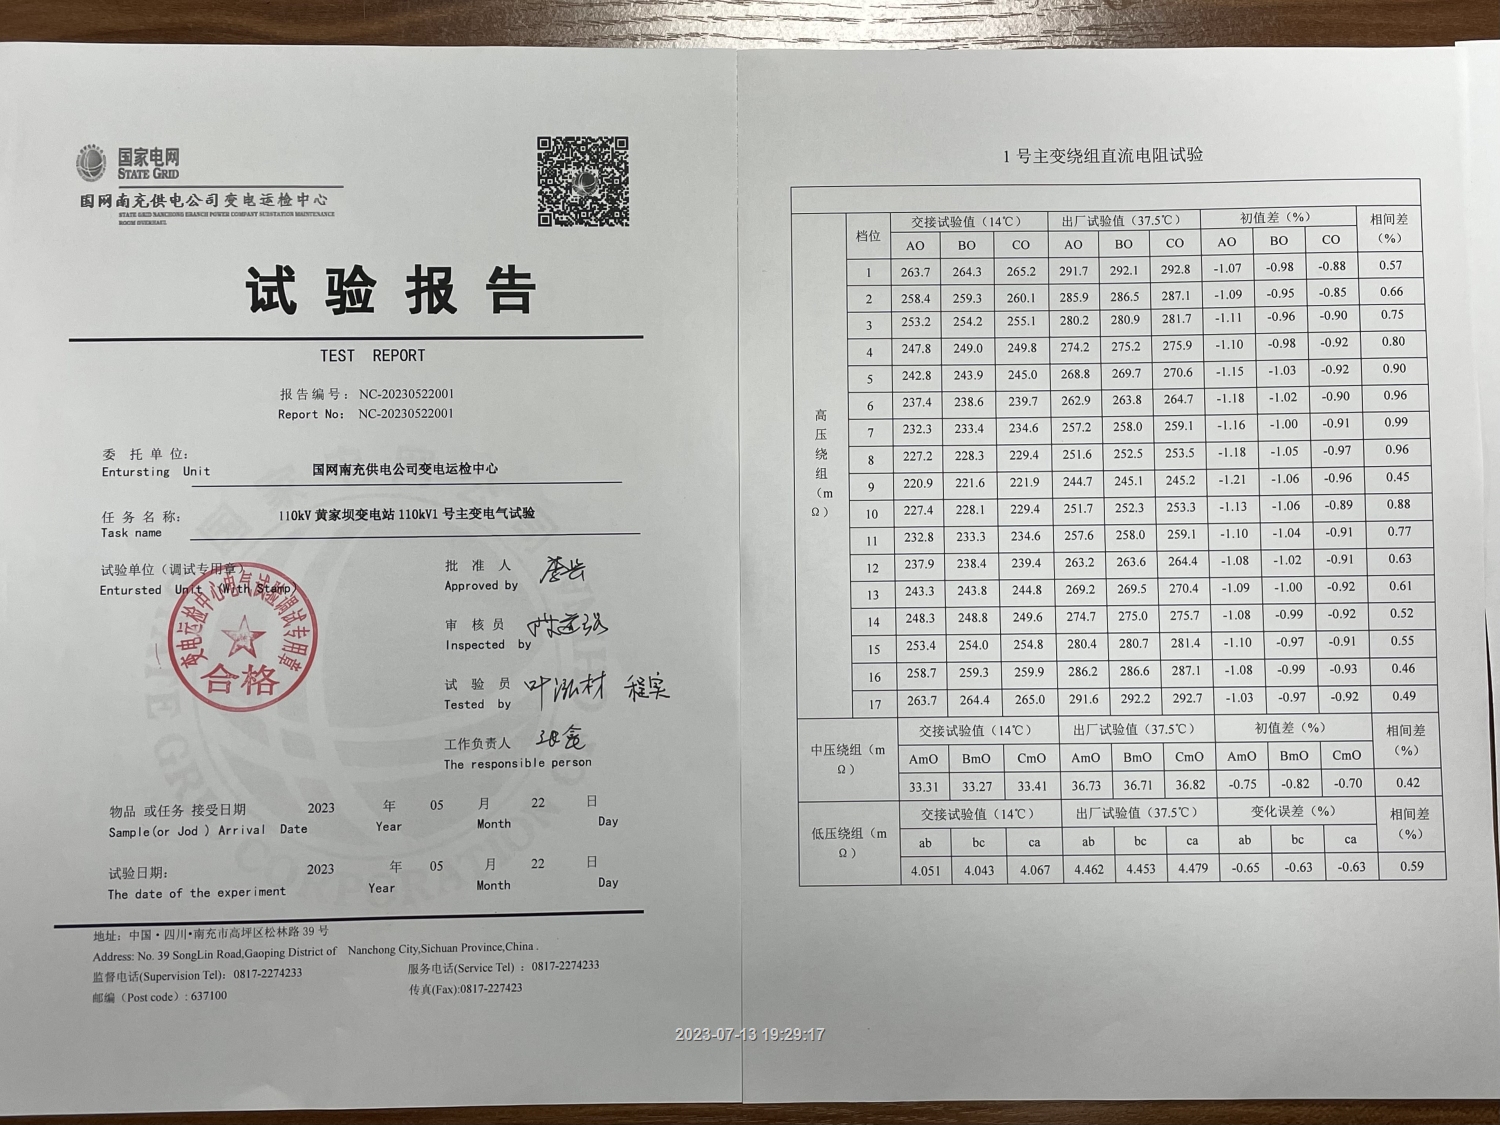 国家电网
STATE GRID
国网南充供电公司变电运检中心
STATE GRID NANCHONG BRANCH POWER COMPANY SUBSTATION MAINTENANCE
ROOM OVERHAUL
试验报告
TEST REPORT
报告编号: NC-20230522001
Report No: NC-20230522001
委 托 单 位:
Entursting Unit 国网南充供电公司变电运检中心
任 务 名 称: 110kV 黄家坝变电站 110kV1 号主变电气试验
Task name
试验单位（调试专用章）
Entursted Unit (With Stamp)
变电运检中心电气试验调试专用章
合格
批 准 人
Approved by
审 核 员
Inspected by
试 验 员 叶泓材 程实
Tested by
工作负责人
The responsible person
物品 或任务 接受日期 2023 年 05 月 22 日
Sample(or Jod ) Arrival Date Year Month Day
试验日期: 2023 年 05 月 22 日
The date of the experiment Year Month Day
地址: 中国·四川·南充市高坪区松林路 39 号
Address: No. 39 SongLin Road,Gaoping District of Nanchong City,Sichuan Province,China .
监督电话(Supervision Tel): 0817-2274233 服务电话(Service Tel) : 0817-2274233
邮编（Post code）: 637100 传真(Fax):0817-227423
1 号主变绕组直流电阻试验
高压绕组（mΩ） 档位 交接试验值（14℃） 出厂试验值（37.5℃） 初值差（%） 相间差（%）
AO BO CO AO BO CO AO BO CO
1 263.7 264.3 265.2 291.7 292.1 292.8 -1.07 -0.98 -0.88 0.57
2 258.4 259.3 260.1 285.9 286.5 287.1 -1.09 -0.95 -0.85 0.66
3 253.2 254.2 255.1 280.2 280.9 281.7 -1.11 -0.96 -0.90 0.75
4 247.8 249.0 249.8 274.2 275.2 275.9 -1.10 -0.98 -0.92 0.80
5 242.8 243.9 245.0 268.8 269.7 270.6 -1.15 -1.03 -0.92 0.90
6 237.4 238.6 239.7 262.9 263.8 264.7 -1.18 -1.02 -0.90 0.96
7 232.3 233.4 234.6 257.2 258.0 259.1 -1.16 -1.00 -0.91 0.99
8 227.2 228.3 229.4 251.6 252.5 253.5 -1.18 -1.05 -0.97 0.96
9 220.9 221.6 221.9 244.7 245.1 245.2 -1.21 -1.06 -0.96 0.45
10 227.4 228.1 229.4 251.7 252.3 253.3 -1.13 -1.06 -0.89 0.88
11 232.8 233.3 234.6 257.6 258.0 259.1 -1.10 -1.04 -0.91 0.77
12 237.9 238.4 239.4 263.2 263.6 264.4 -1.08 -1.02 -0.91 0.63
13 243.3 243.8 244.8 269.2 269.5 270.4 -1.09 -1.00 -0.92 0.61
14 248.3 248.8 249.6 274.7 275.0 275.7 -1.08 -0.99 -0.92 0.52
15 253.4 254.0 254.8 280.4 280.7 281.4 -1.10 -0.97 -0.91 0.55
16 258.7 259.3 259.9 286.2 286.6 287.1 -1.08 -0.99 -0.93 0.46
17 263.7 264.4 265.0 291.6 292.2 292.7 -1.03 -0.97 -0.92 0.49
中压绕组（mΩ） 交接试验值（14℃） 出厂试验值（37.5℃） 初值差（%） 相间差（%）
AmO BmO CmO AmO BmO CmO AmO BmO CmO
33.31 33.27 33.41 36.73 36.71 36.82 -0.75 -0.82 -0.70 0.42
低压绕组（mΩ） 交接试验值（14℃） 出厂试验值（37.5℃） 变化误差（%） 相间差（%）
ab bc ca ab bc ca ab bc ca
4.051 4.043 4.067 4.462 4.453 4.479 -0.65 -0.63 -0.63 0.59
2023-07-13 19:29:17